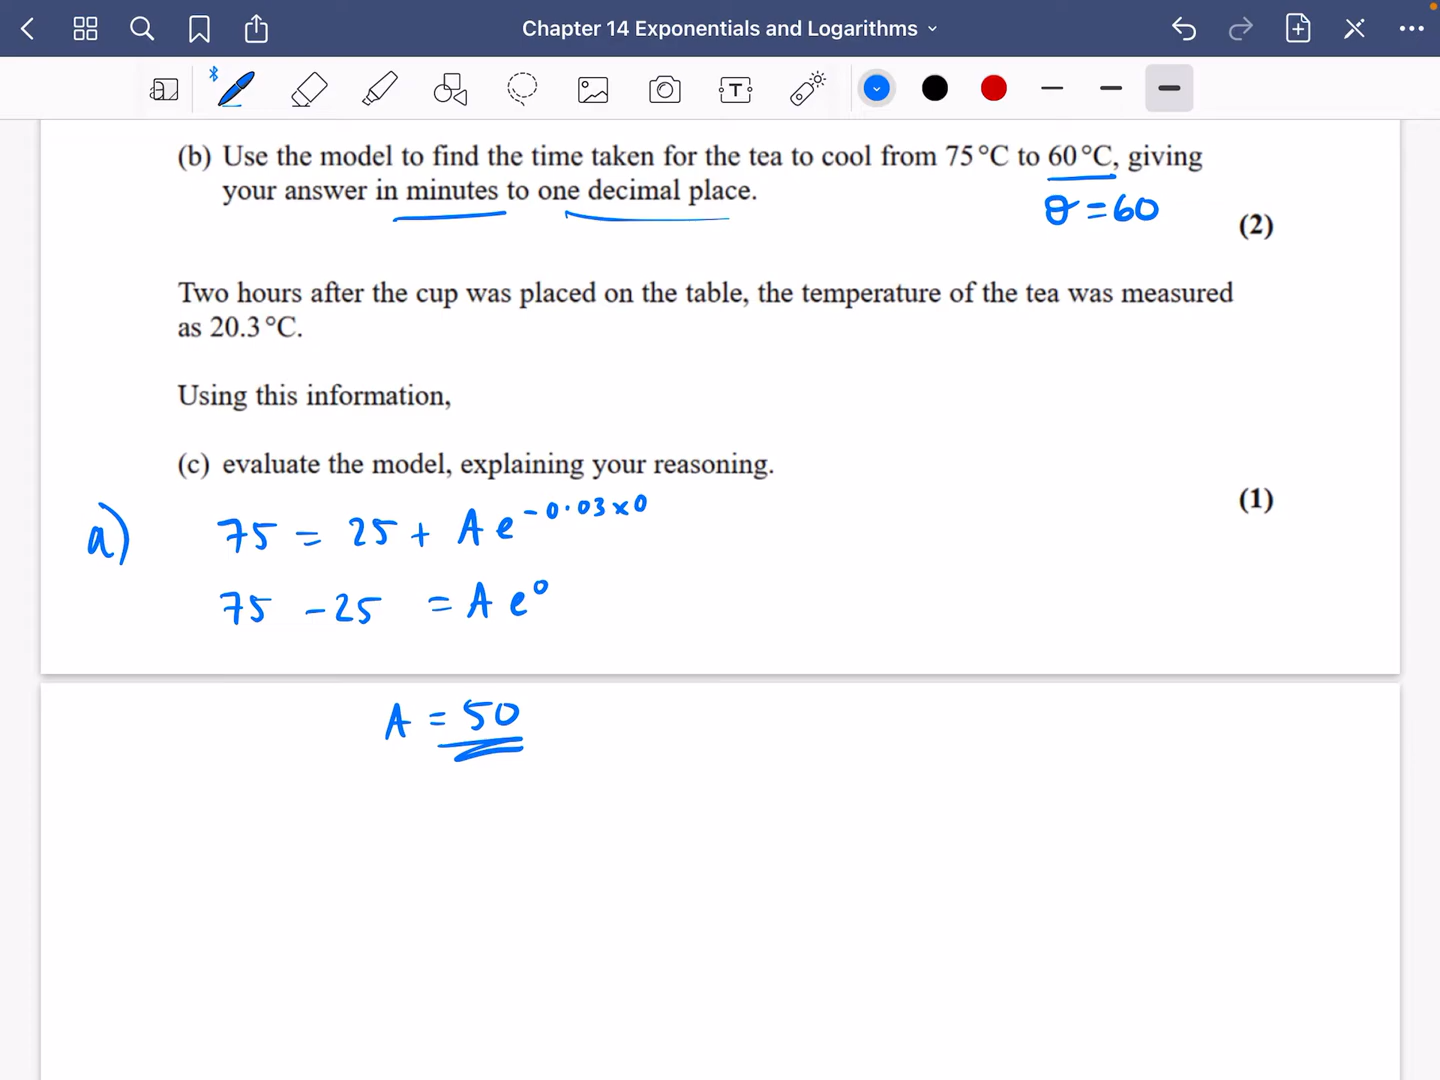 Chapter 14 Exponentials and Logarithms
T
(b) Use the model to find the time taken for the tea to cool from 75 °C to 60 °C, giving
your answer in minutes to one decimal place.
θ = 60
(2)
Two hours after the cup was placed on the table, the temperature of the tea was measured
as 20.3 °C.
Using this information,
(c) evaluate the model, explaining your reasoning.
(1)
a) 75 = 25 + A e^{-0.03×0}
75 - 25 = A e^0
A = 50